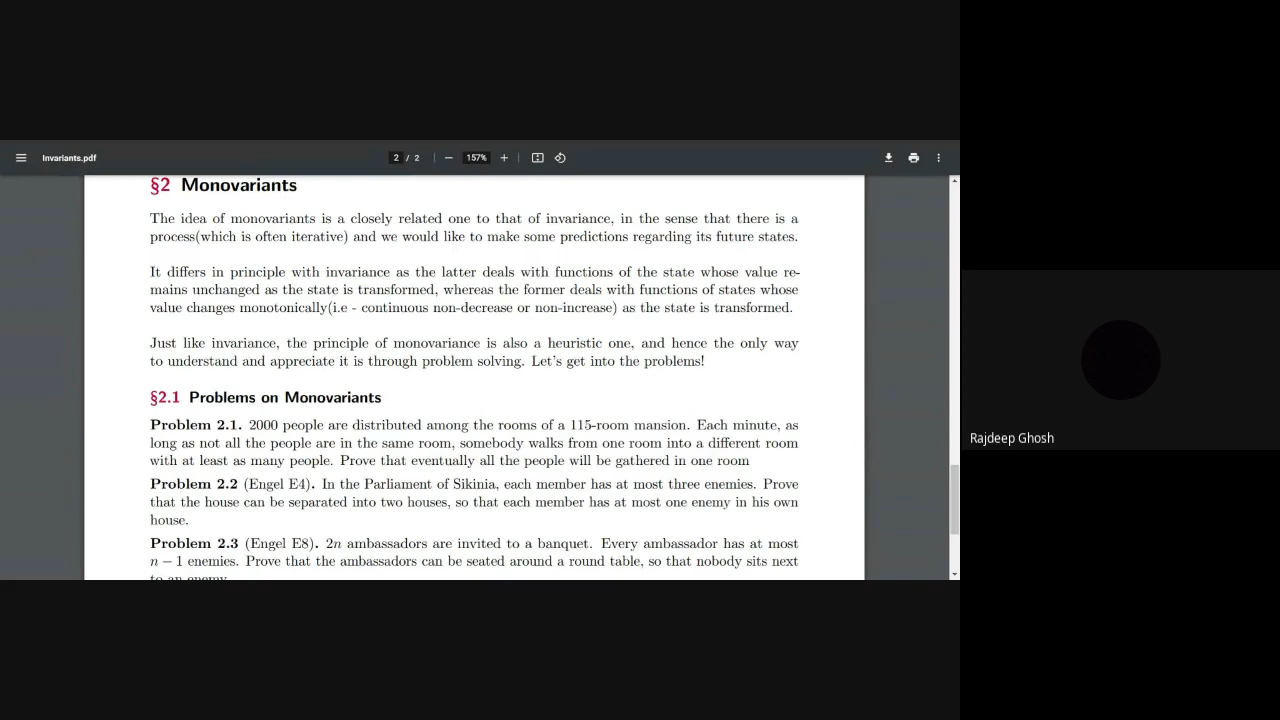 Invariants.pdf
2 / 2
157%
§2 Monovariants
The idea of monovariants is a closely related one to that of invariance, in the sense that there is a
process(which is often iterative) and we would like to make some predictions regarding its future states.
It differs in principle with invariance as the latter deals with functions of the state whose value re-
mains unchanged as the state is transformed, whereas the former deals with functions of states whose
value changes monotonically(i.e - continuous non-decrease or non-increase) as the state is transformed.
Just like invariance, the principle of monovariance is also a heuristic one, and hence the only way
to understand and appreciate it is through problem solving. Let's get into the problems!
§2.1 Problems on Monovariants
Problem 2.1. 2000 people are distributed among the rooms of a 115-room mansion. Each minute, as
long as not all the people are in the same room, somebody walks from one room into a different room
with at least as many people. Prove that eventually all the people will be gathered in one room
Problem 2.2 (Engel E4). In the Parliament of Sikinia, each member has at most three enemies. Prove
that the house can be separated into two houses, so that each member has at most one enemy in his own
house.
Problem 2.3 (Engel E8). 2n ambassadors are invited to a banquet. Every ambassador has at most
n − 1 enemies. Prove that the ambassadors can be seated around a round table, so that nobody sits next
to an enemy.
Rajdeep Ghosh